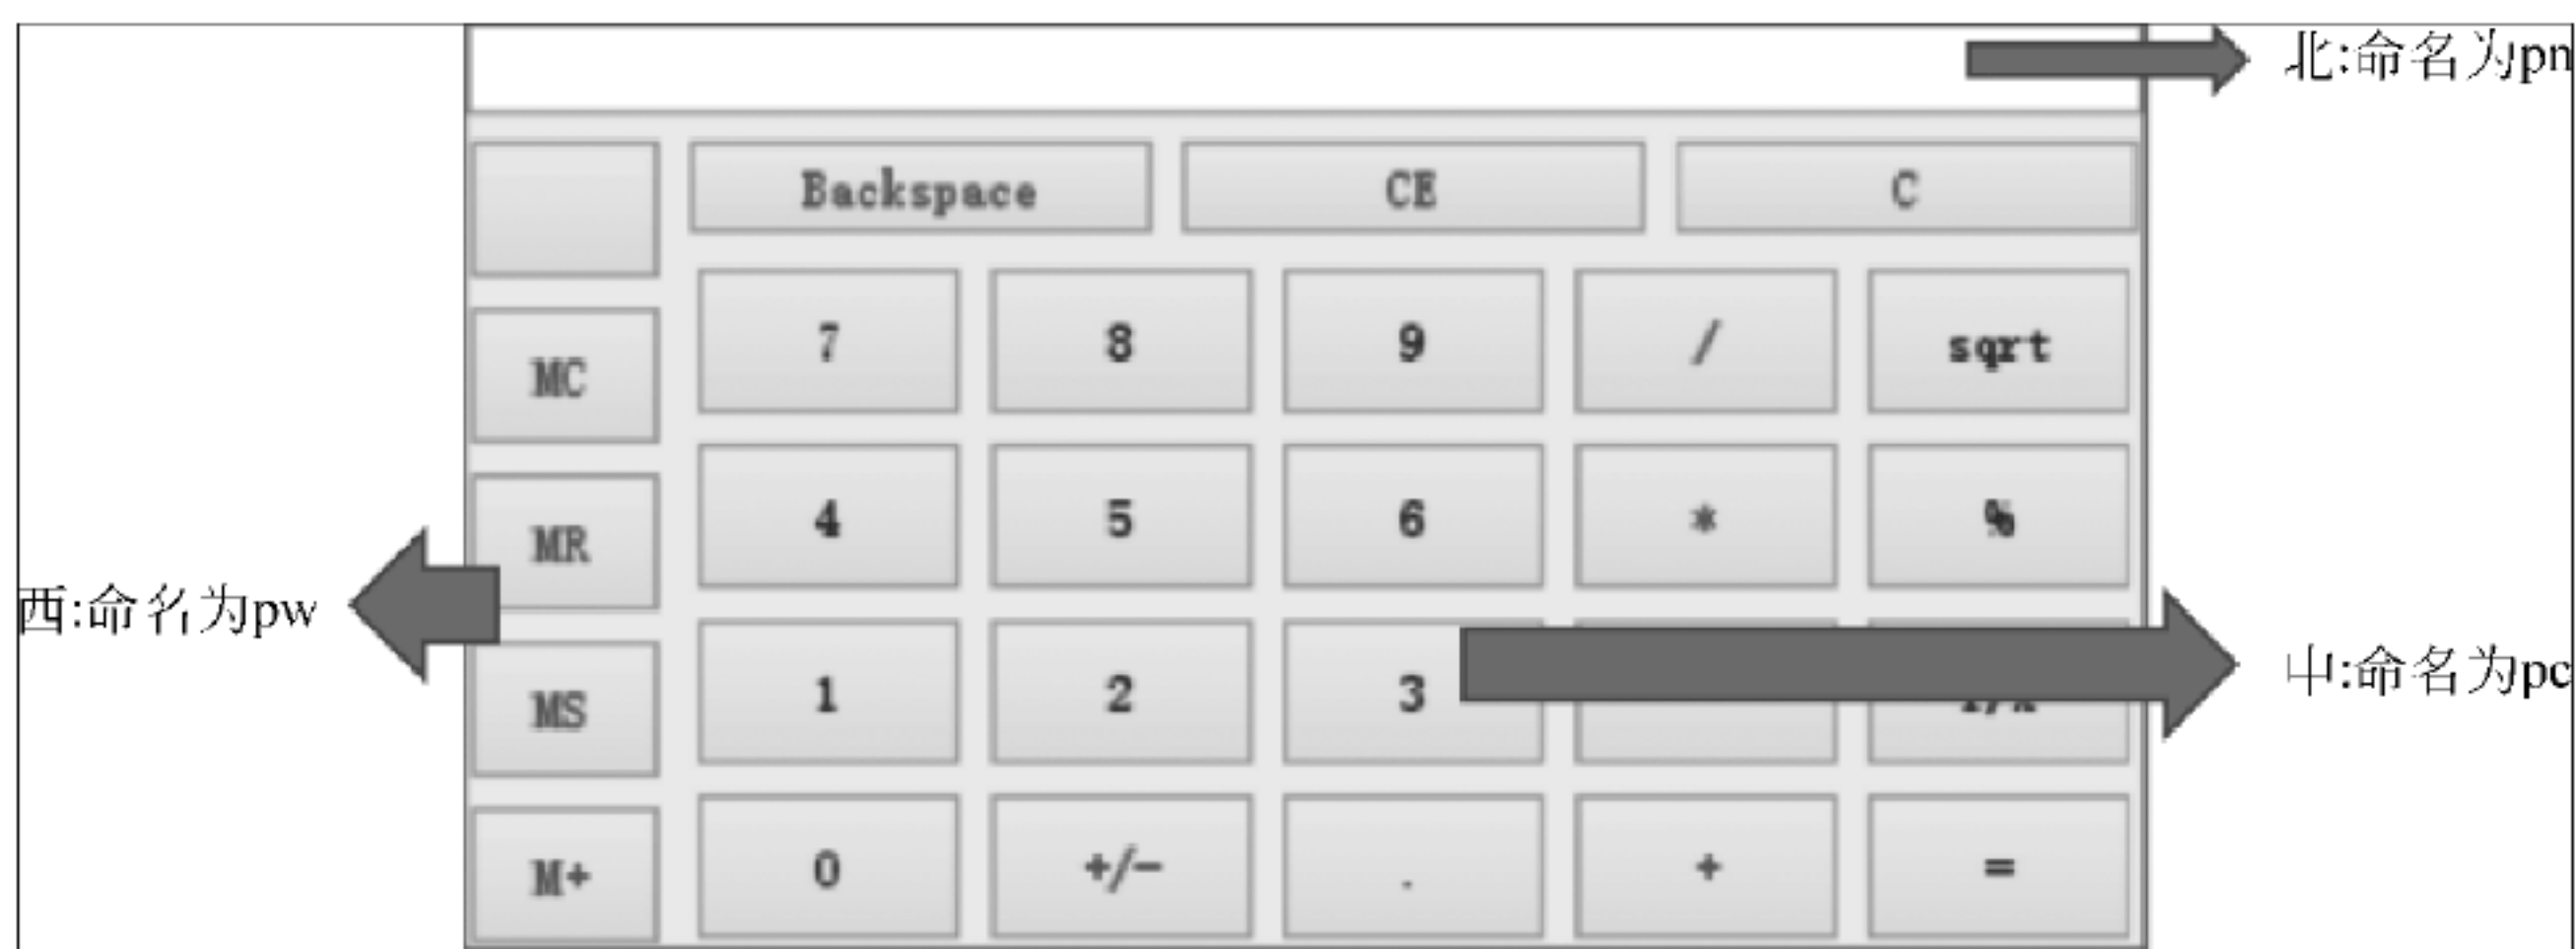 北:命名为pn
Backspace CE C
7 8 9 / sqrt
MC
4 5 6 * %
MR
西:命名为pw
中:命名为pc
1 2 3
MS
0 +/- . + =
M+